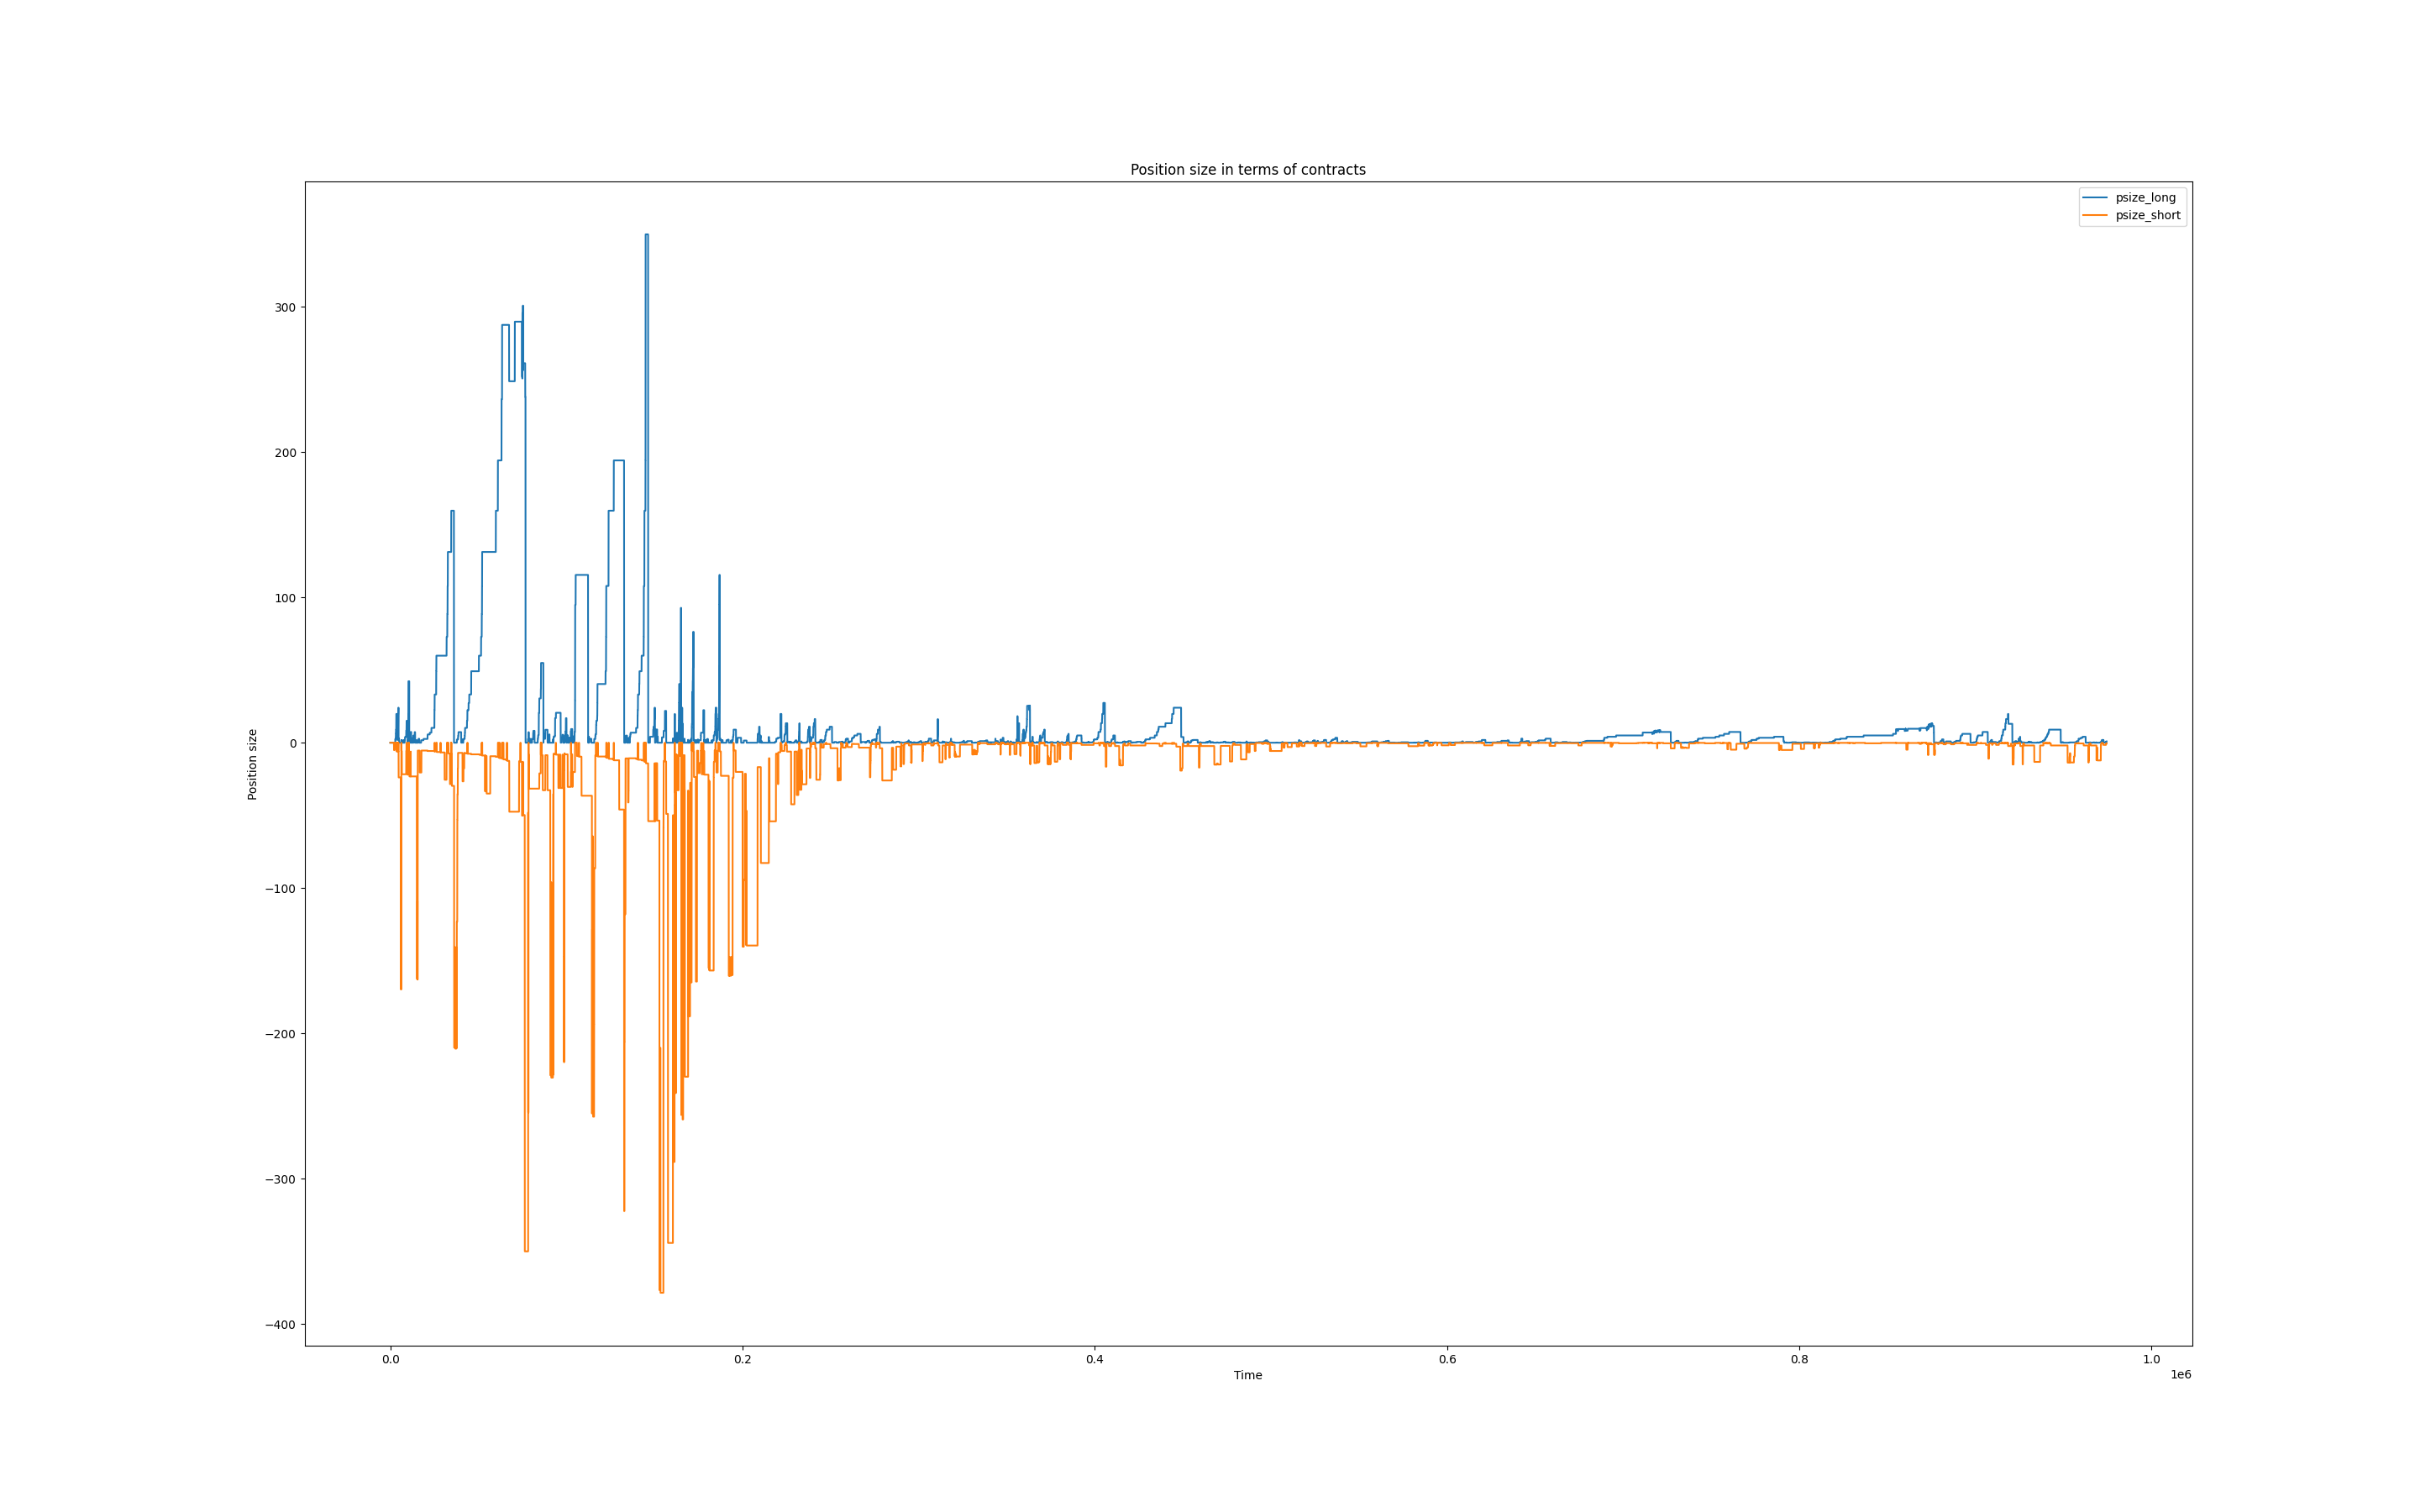 Position size in terms of contracts
psize_long
psize_short
300
200
100
0
−100
−200
−300
−400
Position size
0.0
0.2
0.4
0.6
0.8
1.0
Time
1e6